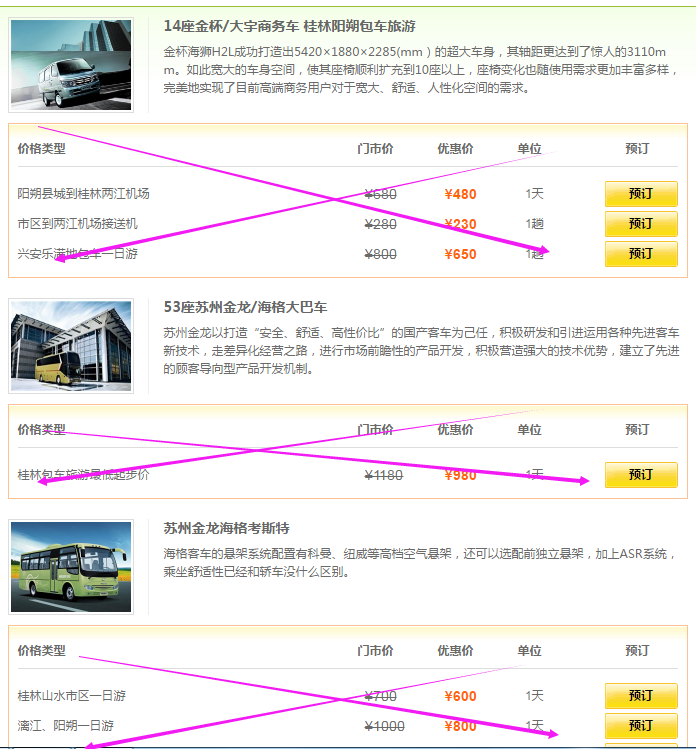 14座金杯/大宇商务车 桂林阳朔包车旅游
金杯海狮H2L成功打造出5420×1880×2285(mm）的超大车身，其轴距更达到了惊人的3110m
m。如此宽大的车身空间，使其座椅顺利扩充到10座以上，座椅变化也随使用需求更加丰富多样，
完美地实现了目前高端商务用户对于宽大、舒适、人性化空间的需求。
价格类型 门市价 优惠价 单位 预订
阳朔县城到桂林两江机场 ¥680 ¥480 1天 预订
市区到两江机场接送机 ¥280 ¥230 1趟 预订
兴安乐满地包车一日游 ¥800 ¥650 1趟 预订
53座苏州金龙/海格大巴车
苏州金龙以打造“安全、舒适、高性价比”的国产客车为己任，积极研发和引进运用各种先进客车
新技术，走差异化经营之路，进行市场前瞻性的产品开发，积极营造强大的技术优势，建立了先进
的顾客导向型产品开发机制。
价格类型 门市价 优惠价 单位 预订
桂林包车旅游最低起步价 ¥1180 ¥980 1天 预订
苏州金龙海格考斯特
海格客车的悬架系统配置有科曼、纽威等高档空气悬架，还可以选配前独立悬架，加上ASR系统，
乘坐舒适性已经和轿车没什么区别。
价格类型 门市价 优惠价 单位 预订
桂林山水市区一日游 ¥700 ¥600 1天 预订
漓江、阳朔一日游 ¥1000 ¥800 1天 预订